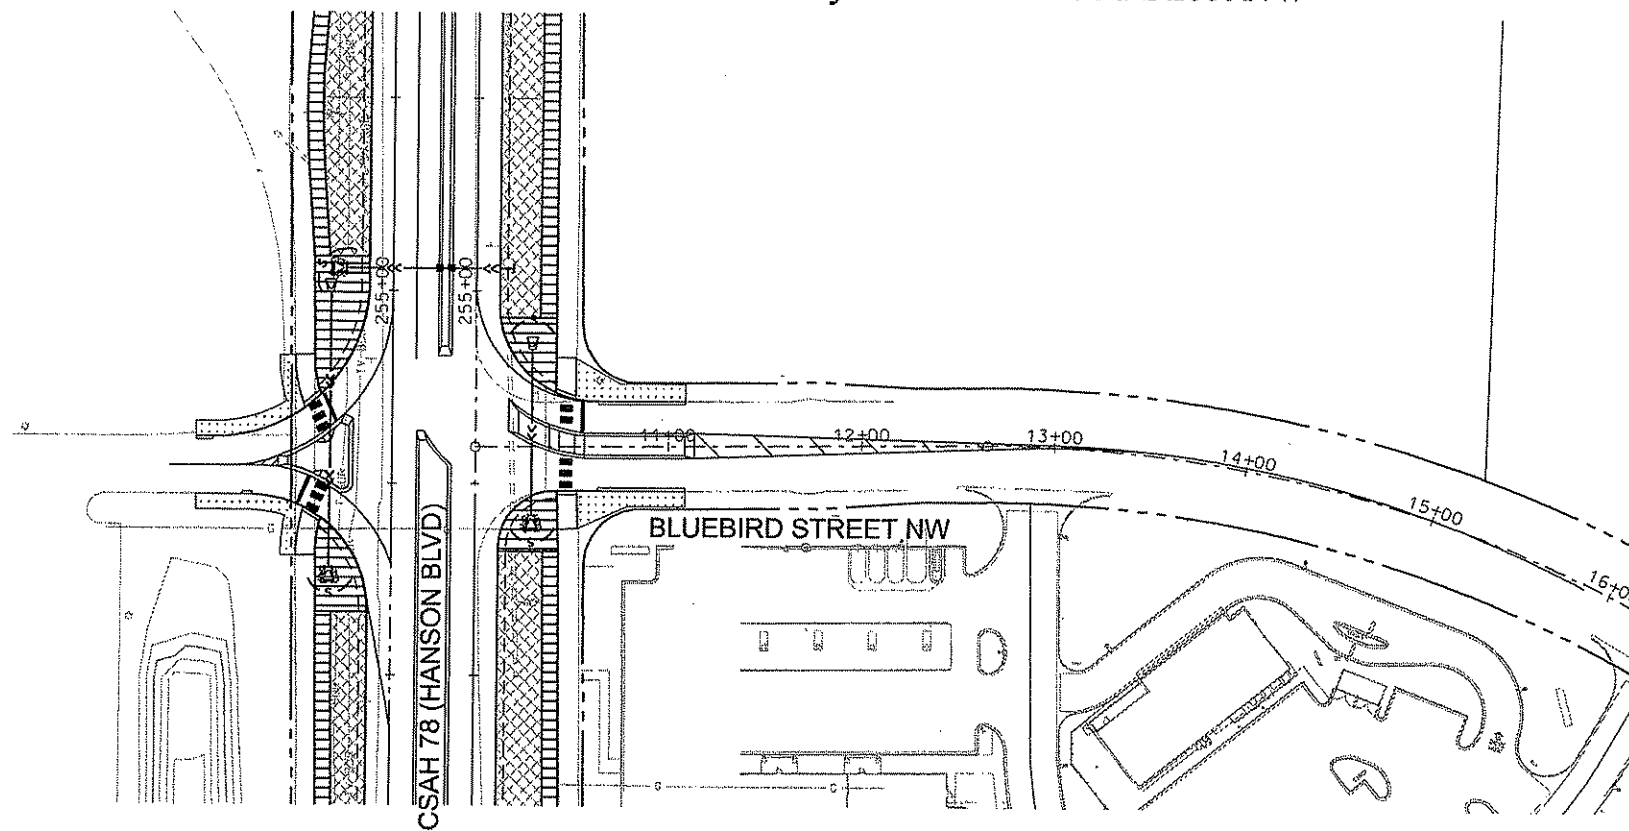 255+00
255+00
11+00
12+00
13+00
14+00
15+00
BLUEBIRD STREET NW
CSAH 78 (HANSON BLVD)
G
G
G